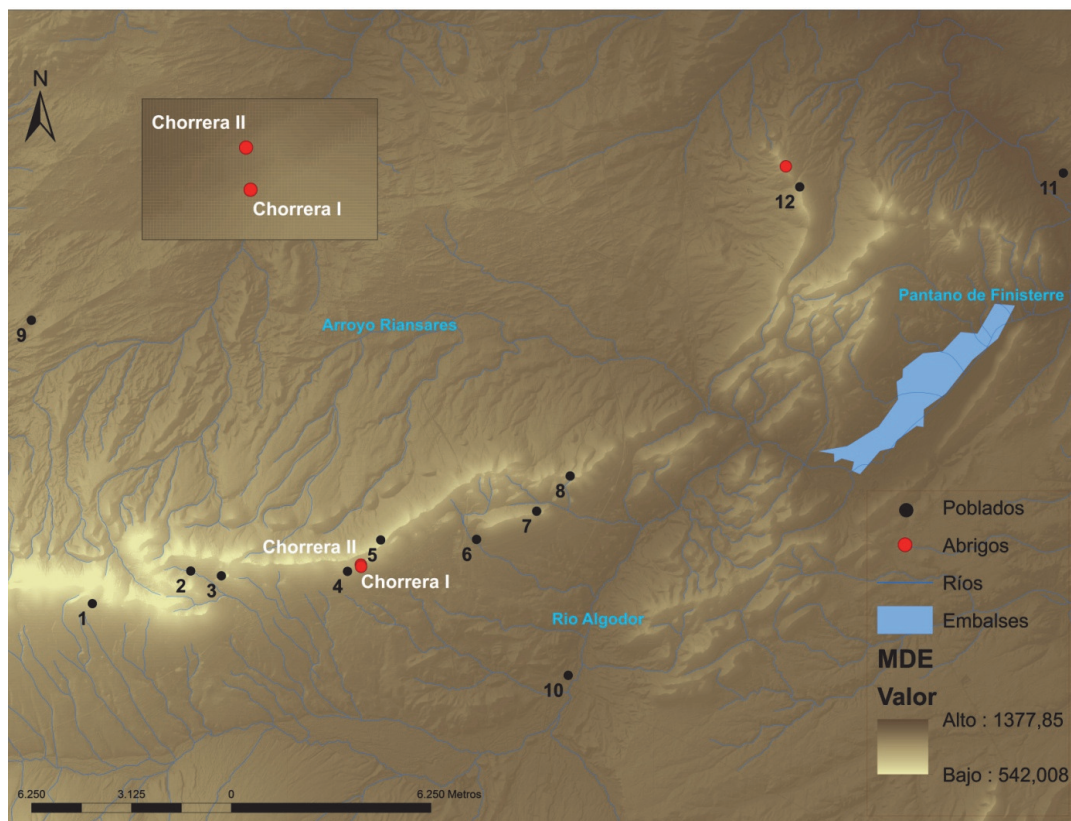 N
Chorrera II
Chorrera I
12
11
Pantano de Finisterre
9
Arroyo Riansares
8
7
Chorrera II
5
6
2
3
4
Chorrera I
1
Río Algodor
10
Poblados
Abrigos
Ríos
Embalses
MDE
Valor
Alto : 1377,85
Bajo : 542,008
6.250
3.125
0
6.250 Metros